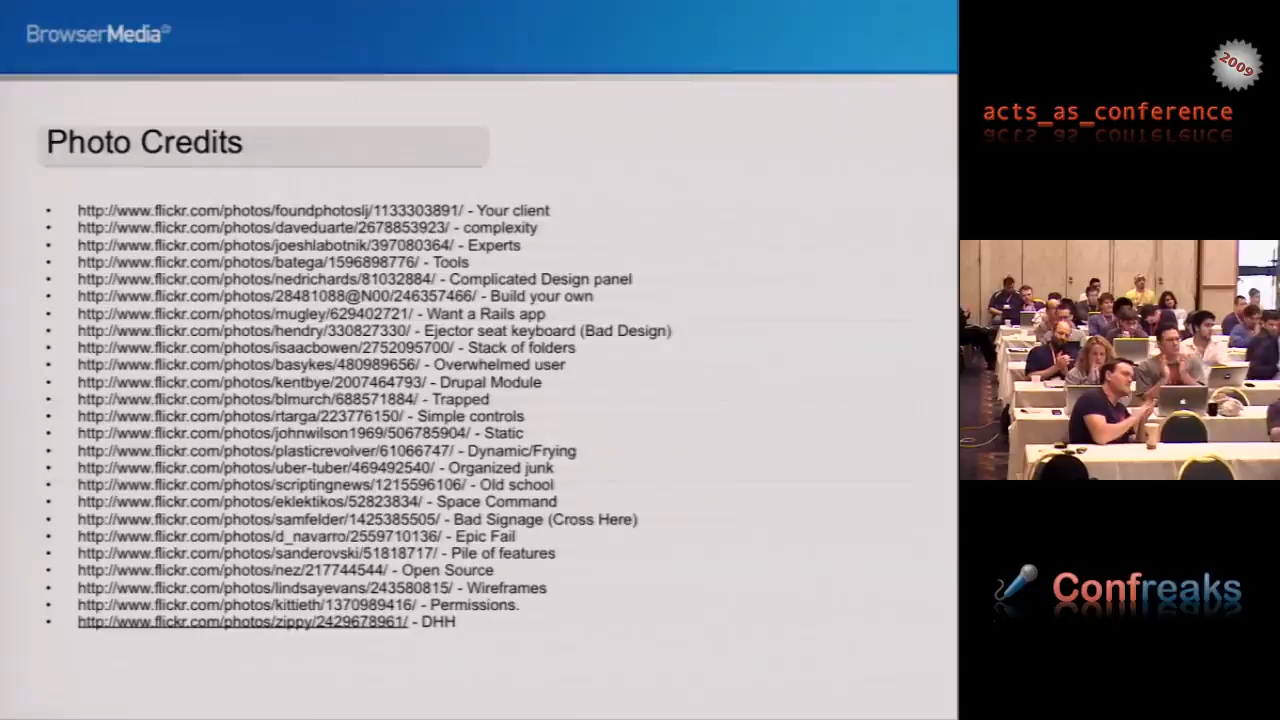 BrowserMedia
2009
acts_as_conference
Photo Credits
• http://www.flickr.com/photos/foundphotoslj/1133303891/ - Your client
• http://www.flickr.com/photos/daveduarte/2678853923/ - complexity
• http://www.flickr.com/photos/joeshlabotnik/397080364/ - Experts
• http://www.flickr.com/photos/batega/1596898776/ - Tools
• http://www.flickr.com/photos/nedrichards/81032884/ - Complicated Design panel
• http://www.flickr.com/photos/28481088@N00/246357466/ - Build your own
• http://www.flickr.com/photos/mugley/629402721/ - Want a Rails app
• http://www.flickr.com/photos/hendry/330827330/ - Ejector seat keyboard (Bad Design)
• http://www.flickr.com/photos/isaacbowen/2752095700/ - Stack of folders
• http://www.flickr.com/photos/basykes/480989656/ - Overwhelmed user
• http://www.flickr.com/photos/kentbye/2007464793/ - Drupal Module
• http://www.flickr.com/photos/blmurch/688571884/ - Trapped
• http://www.flickr.com/photos/rtarga/223776150/ - Simple controls
• http://www.flickr.com/photos/johnwilson1969/506785904/ - Static
• http://www.flickr.com/photos/plasticrevolver/61066747/ - Dynamic/Frying
• http://www.flickr.com/photos/uber-tuber/469492540/ - Organized junk
• http://www.flickr.com/photos/scriptingnews/1215596106/ - Old school
• http://www.flickr.com/photos/eklektikos/52823834/ - Space Command
• http://www.flickr.com/photos/samfelder/1425385505/ - Bad Signage (Cross Here)
• http://www.flickr.com/photos/d_navarro/2559710136/ - Epic Fail
• http://www.flickr.com/photos/sanderovski/51818717/ - Pile of features
• http://www.flickr.com/photos/nez/217744544/ - Open Source
• http://www.flickr.com/photos/lindsayevans/243580815/ - Wireframes
• http://www.flickr.com/photos/kittieth/1370989416/ - Permissions.
• http://www.flickr.com/photos/zippy/2429678961/ - DHH
Confreaks